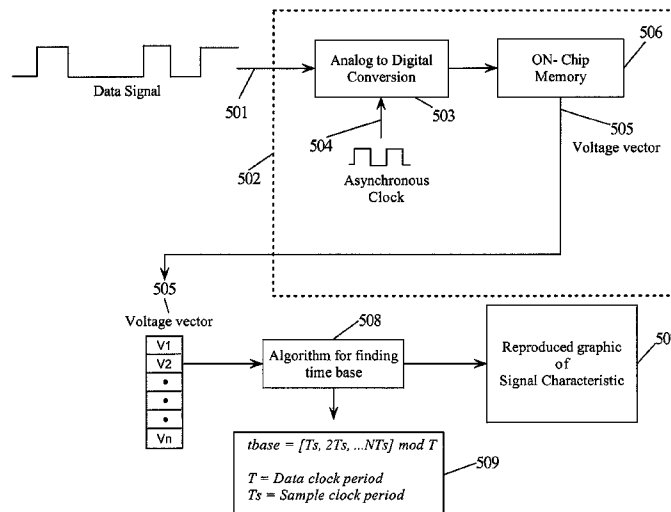 506
Analog to Digital
Conversion
ON- Chip
Memory
Data Signal
501
503
504
505
Voltage vector
502
Asynchronous
Clock
505
Voltage vector
508
V1
V2
Vn
Algorithm for finding
time base
Reproduced graphic
of
Signal Characteristic
tbase = [Ts, 2Ts, ...NTs] mod T
T = Data clock period
Ts = Sample clock period
509